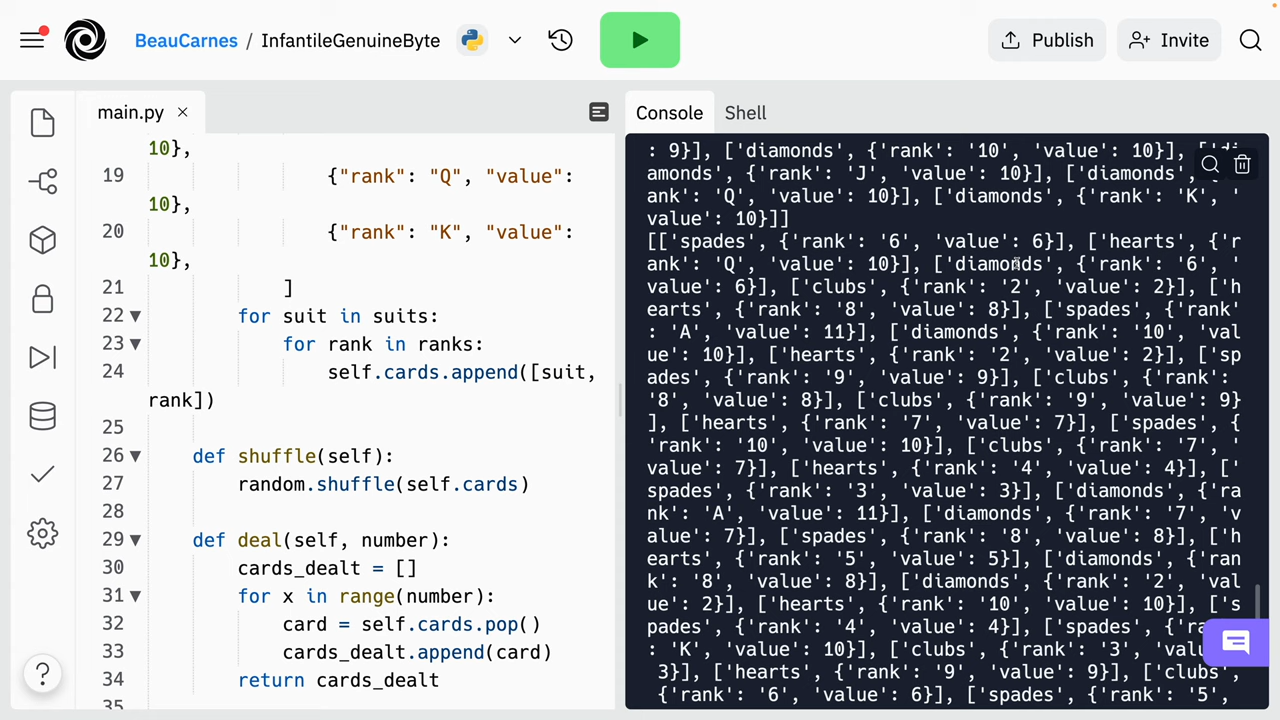 BeauCarnes / InfantileGenuineByte
Publish
Invite
main.py
10},
19 {"rank": "Q", "value":
10},
20 {"rank": "K", "value":
10},
21 ]
22 for suit in suits:
23 for rank in ranks:
24 self.cards.append([suit,
rank])
25
26 def shuffle(self):
27 random.shuffle(self.cards)
28
29 def deal(self, number):
30 cards_dealt = []
31 for x in range(number):
32 card = self.cards.pop()
33 cards_dealt.append(card)
34 return cards_dealt
35
?
Console Shell
: 9}], ['diamonds', {'rank': '10', 'value': 10}], ['di
amonds', {'rank': 'J', 'value': 10}], ['diamonds', {'r
ank': 'Q', 'value': 10}], ['diamonds', {'rank': 'K', '
value': 10}]]
[['spades', {'rank': '6', 'value': 6}], ['hearts', {'r
ank': 'Q', 'value': 10}], ['diamonds', {'rank': '6', '
value': 6}], ['clubs', {'rank': '2', 'value': 2}], ['h
earts', {'rank': '8', 'value': 8}], ['spades', {'rank'
: 'A', 'value': 11}], ['diamonds', {'rank': '10', 'val
ue': 10}], ['hearts', {'rank': '2', 'value': 2}], ['sp
ades', {'rank': '9', 'value': 9}], ['clubs', {'rank':
'8', 'value': 8}], ['clubs', {'rank': '9', 'value': 9}
], ['hearts', {'rank': '7', 'value': 7}], ['spades', {
'rank': '10', 'value': 10}], ['clubs', {'rank': '7', '
value': 7}], ['hearts', {'rank': '4', 'value': 4}], ['
spades', {'rank': '3', 'value': 3}], ['diamonds', {'ra
nk': 'A', 'value': 11}], ['diamonds', {'rank': '7', 'v
alue': 7}], ['spades', {'rank': '8', 'value': 8}], ['h
earts', {'rank': '5', 'value': 5}], ['diamonds', {'ran
k': '8', 'value': 8}], ['diamonds', {'rank': '2', 'val
ue': 2}], ['hearts', {'rank': '10', 'value': 10}], ['s
pades', {'rank': '4', 'value': 4}], ['spades', {'ra
: 'K', 'value': 10}], ['clubs', {'rank': '3', 'valu
3}], ['hearts', {'rank': '9', 'value': 9}], ['clubs',
{'rank': '6', 'value': 6}], ['spades', {'rank': '5',